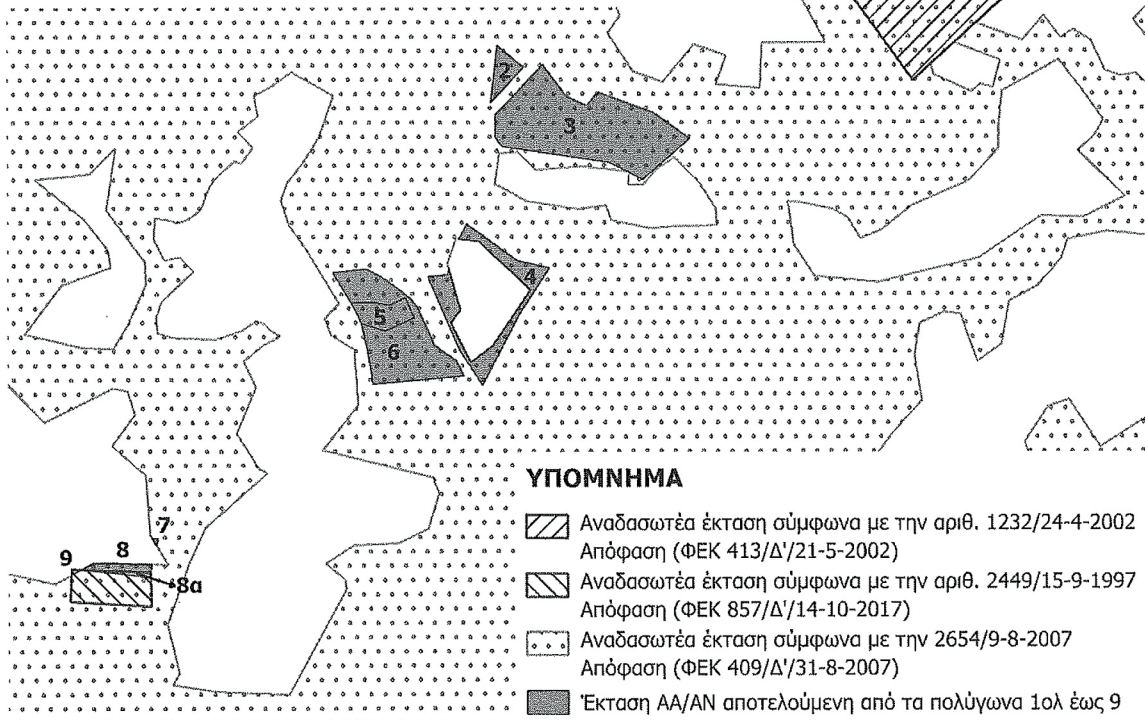 2
3
4
5
6
7
9 8
8α
ΥΠΟΜΝΗΜΑ
Αναδασωτέα έκταση σύμφωνα με την αριθ. 1232/24-4-2002
Απόφαση (ΦΕΚ 413/Δ'/21-5-2002)
Αναδασωτέα έκταση σύμφωνα με την αριθ. 2449/15-9-1997
Απόφαση (ΦΕΚ 857/Δ'/14-10-2017)
Αναδασωτέα έκταση σύμφωνα με την 2654/9-8-2007
Απόφαση (ΦΕΚ 409/Δ'/31-8-2007)
Έκταση ΑΑ/ΑΝ αποτελούμενη από τα πολύγωνα 1ολ έως 9